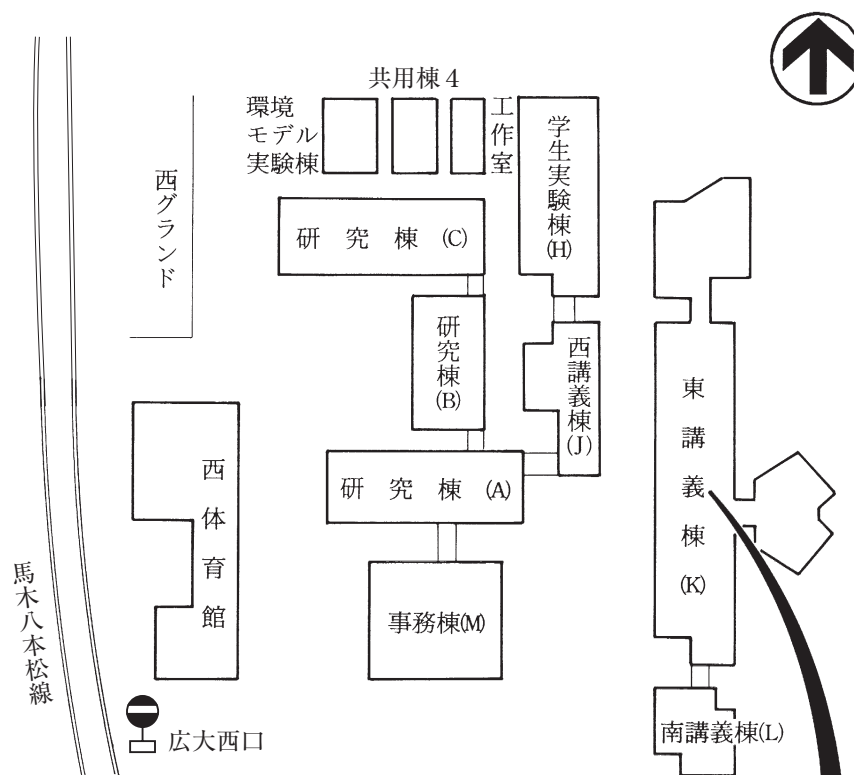 共用棟4
環境
モデル
実験棟
工作室
学生実験棟(H)
西グランド
研究棟(C)
研究棟(B)
西講義棟(J)
東講義棟(K)
研究棟(A)
西体育館
事務棟(M)
馬木八本松線
広大西口
南講義棟(L)